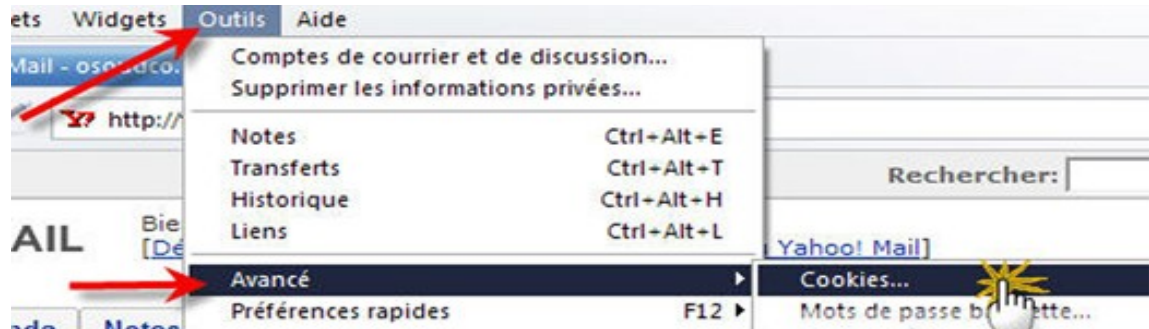 ets Widgets Outils Aide
Mail -
Comptes de courrier et de discussion...
Supprimer les informations privées...
http://
Notes Ctrl+Alt+E
Transferts Ctrl+Alt+T
Historique Ctrl+Alt+H
Rechercher:
Liens Ctrl+Alt+L
AIL
Bie
[Dé
Yahoo! Mail]
Avancé
Cookies...
Préférences rapides F12
Mots de passe
Notes